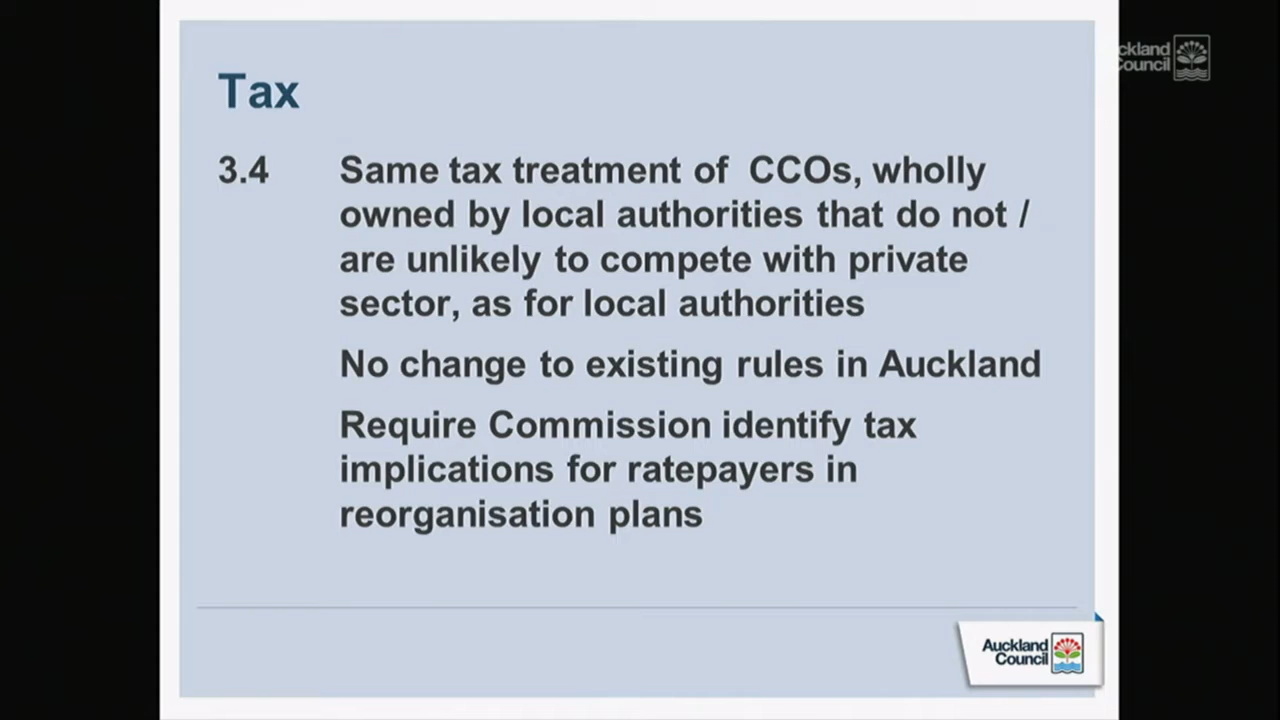 Tax
3.4 Same tax treatment of CCOs, wholly
owned by local authorities that do not /
are unlikely to compete with private
sector, as for local authorities
No change to existing rules in Auckland
Require Commission identify tax
implications for ratepayers in
reorganisation plans
Auckland
Council
ckland
Council